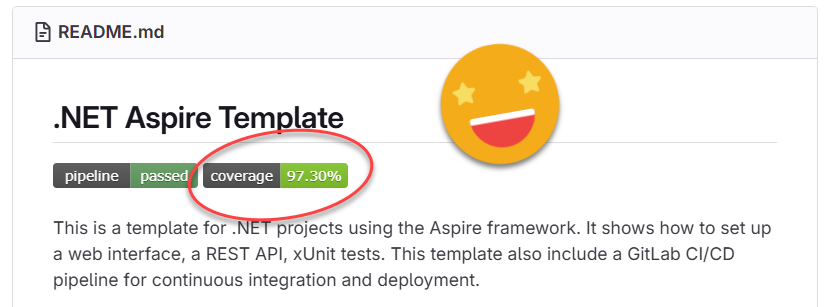 README.md
.NET Aspire Template
pipeline passed coverage 97.30%
This is a template for .NET projects using the Aspire framework. It shows how to set up
a web interface, a REST API, xUnit tests. This template also include a GitLab CI/CD
pipeline for continuous integration and deployment.